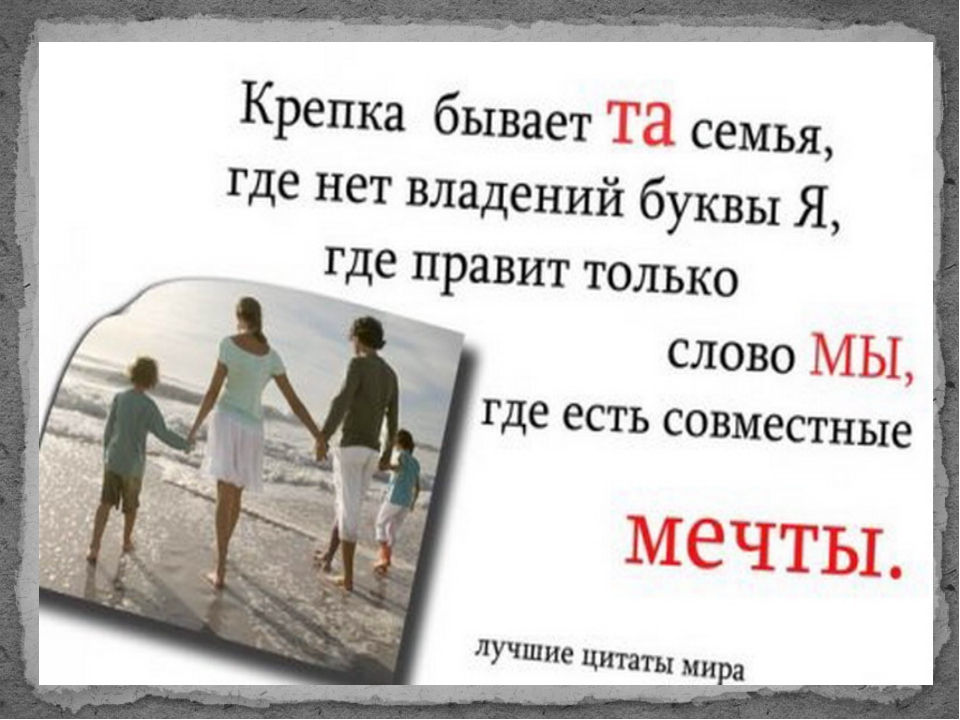 Крепка бывает та семья,
где нет владений буквы Я,
где правит только
слово МЫ,
где есть совместные
мечты.
лучшие цитаты мира